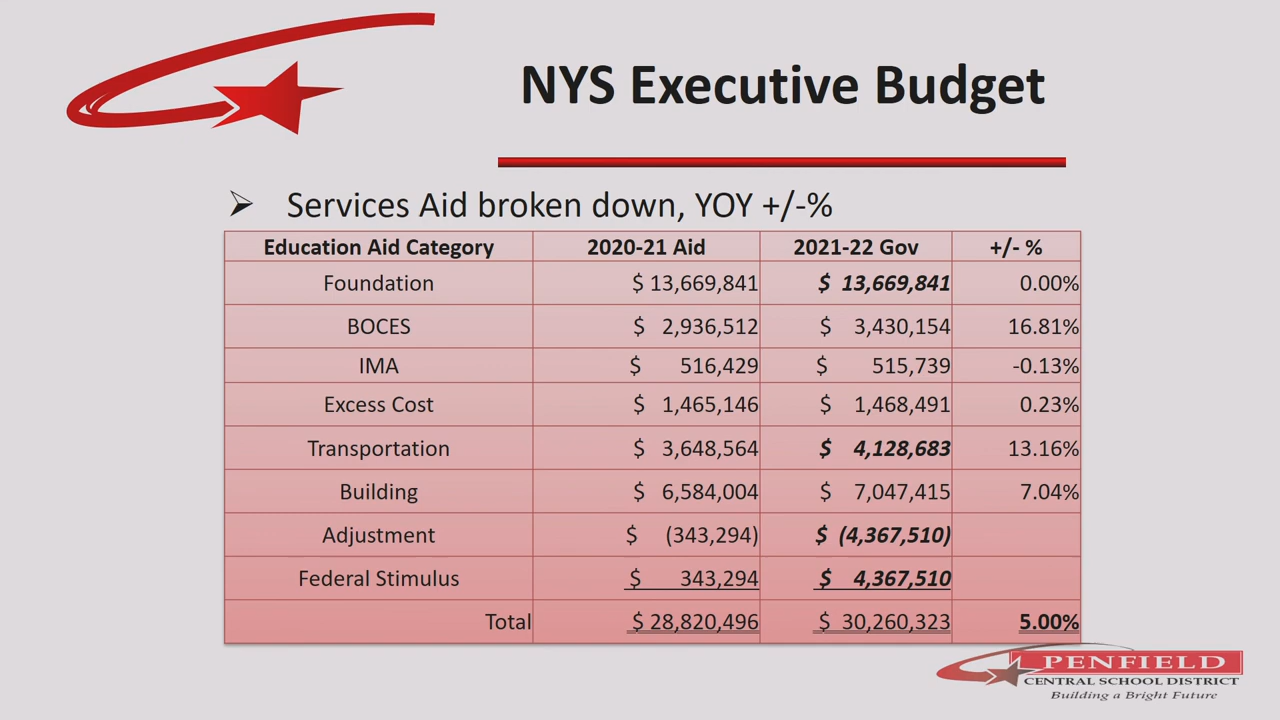 NYS Executive Budget
➢ Services Aid broken down, YOY +/-%
Education Aid Category 2020-21 Aid 2021-22 Gov +/- %
Foundation $ 13,669,841 $ 13,669,841 0.00%
BOCES $ 2,936,512 $ 3,430,154 16.81%
IMA $ 516,429 $ 515,739 -0.13%
Excess Cost $ 1,465,146 $ 1,468,491 0.23%
Transportation $ 3,648,564 $ 4,128,683 13.16%
Building $ 6,584,004 $ 7,047,415 7.04%
Adjustment $ (343,294) $ (4,367,510)
Federal Stimulus $ 343,294 $ 4,367,510
Total $ 28,820,496 $ 30,260,323 5.00%
PENFIELD
CENTRAL SCHOOL DISTRICT
Building a Bright Future